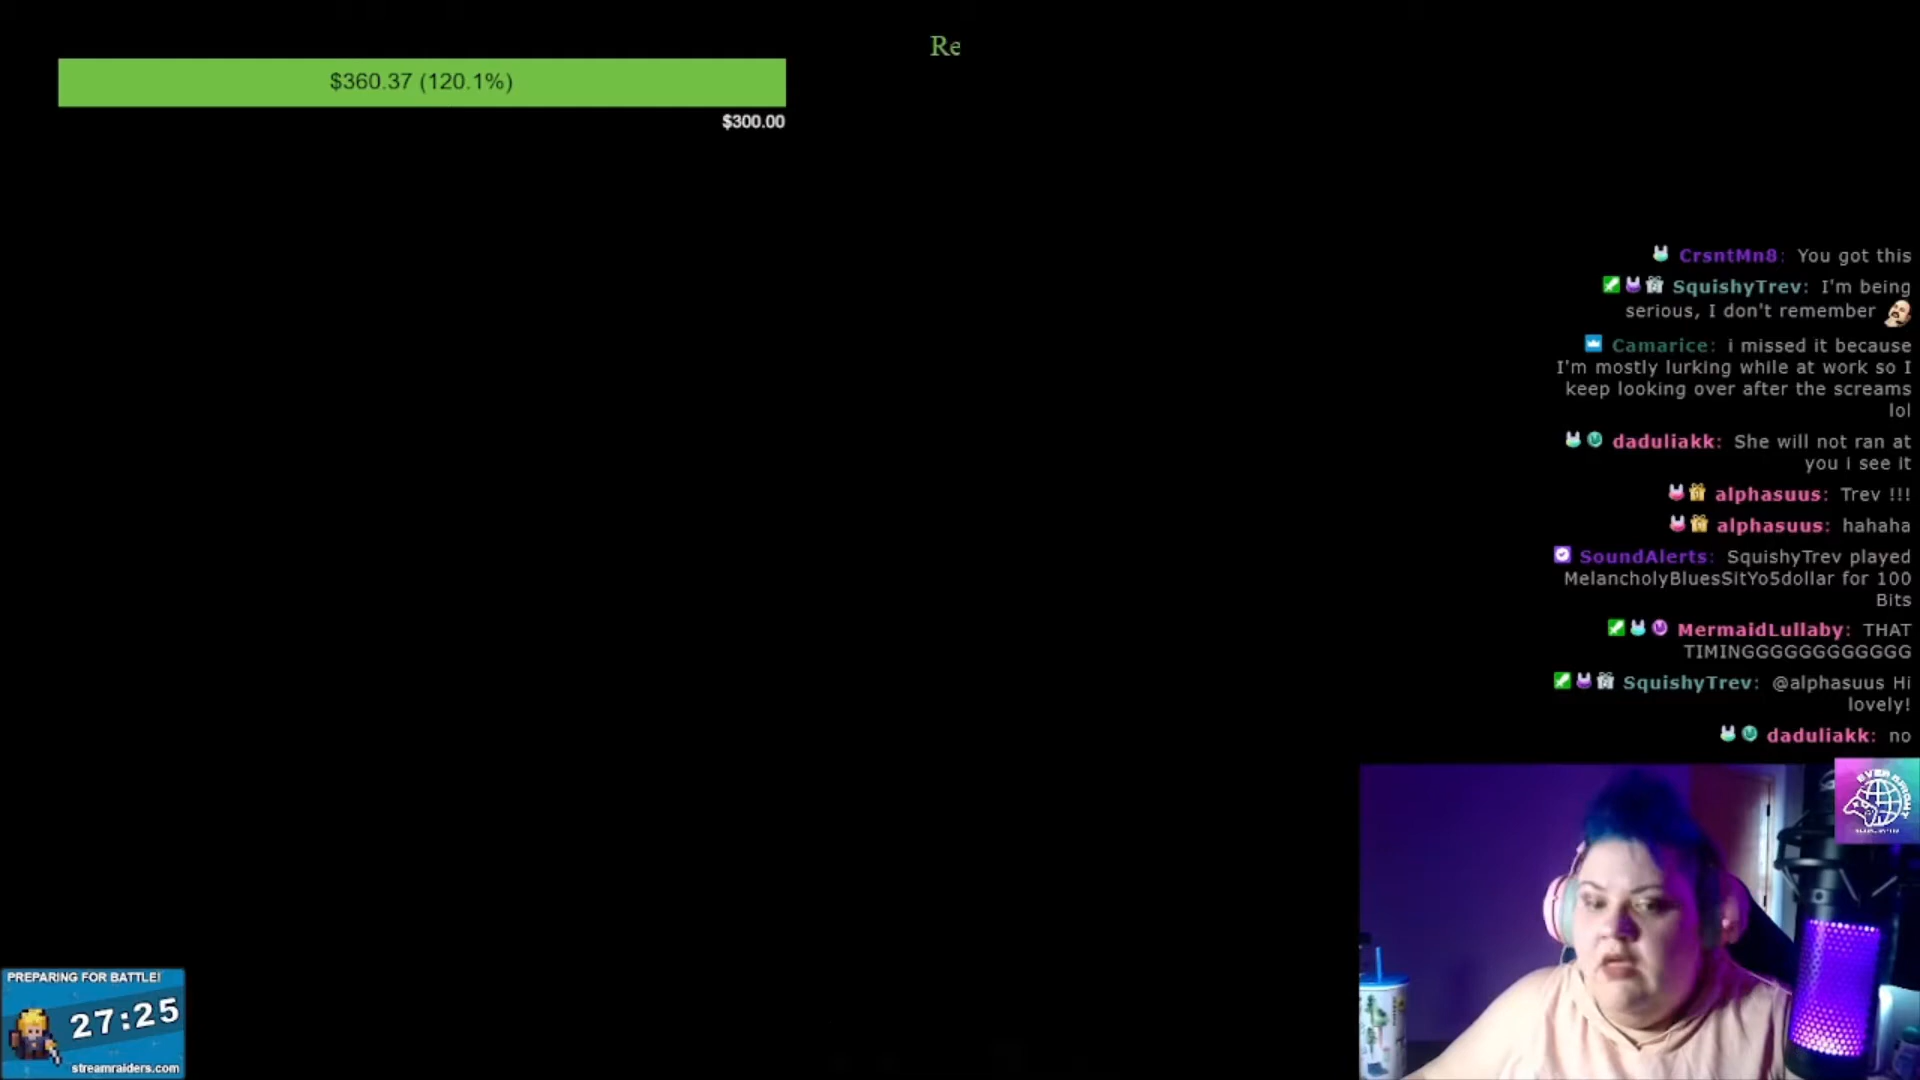 Re
$360.37 (120.1%)
$300.00
CrsntMn8: You got this
SquishyTrev: I'm being
serious, I don't remember
Camarice: i missed it because
I'm mostly lurking while at work so I
keep looking over after the screams
lol
daduliakk: She will not ran at
you i see it
alphasuus: Trev !!!
alphasuus: hahaha
SoundAlerts: SquishyTrev played
MelancholyBluesSitYo5dollar for 100
Bits
MermaidLullaby: THAT
TIMINGGGGGGGGGGGG
SquishyTrev: @alphasuus Hi
lovely!
daduliakk: no
PREPARING FOR BATTLE!
27:25
streamraiders.com